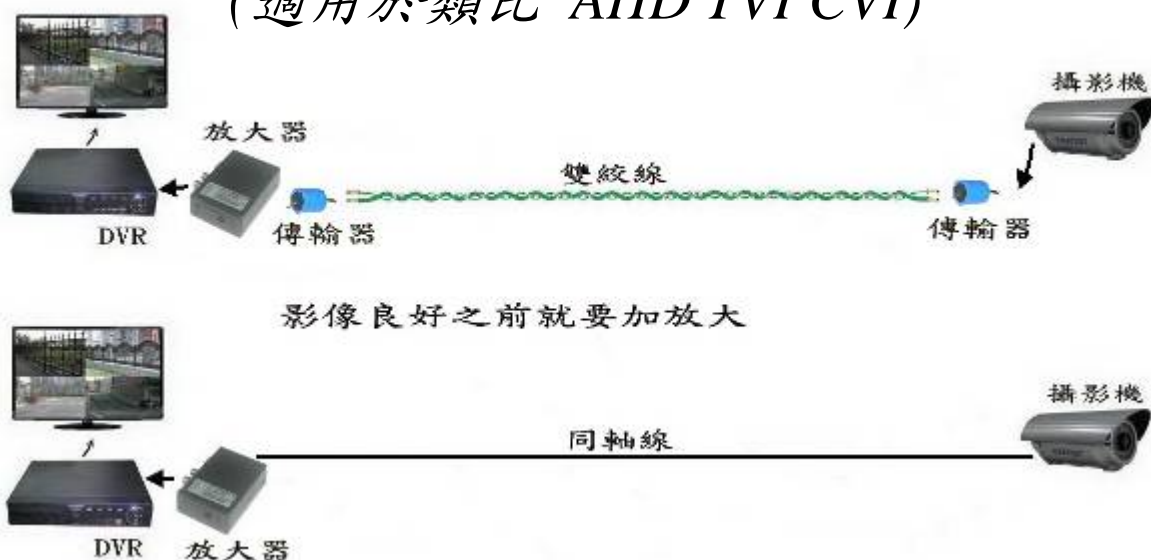 (適用於類比 AHD TVI CVI)
攝影機
放大器
雙絞線
DVR
傳輸器
傳輸器
影像良好之前就要加放大
攝影機
同軸線
DVR
放大器